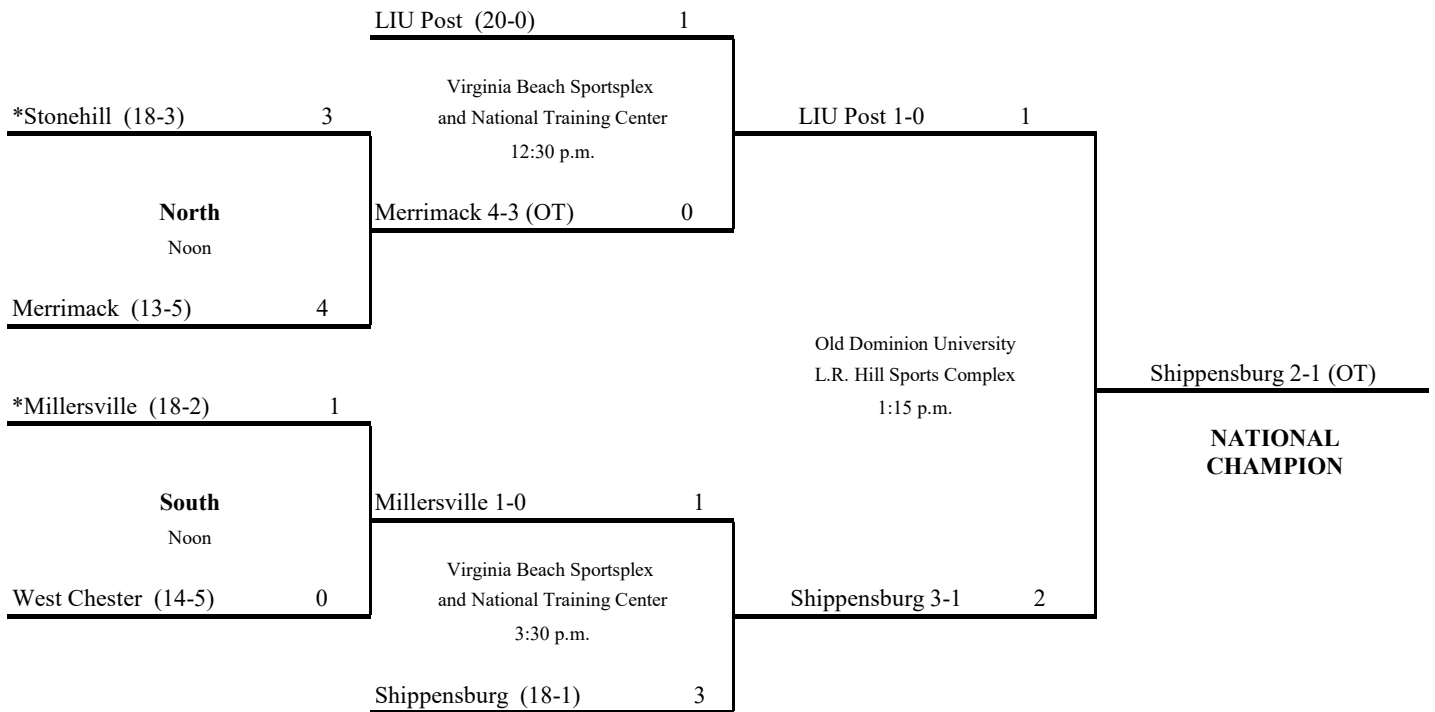 LIU Post (20-0) 1
Virginia Beach Sportsplex
and National Training Center
12:30 p.m.
*Stonehill (18-3) 3
LIU Post 1-0 1
North
Noon
Merrimack 4-3 (OT) 0
Merrimack (13-5) 4
Old Dominion University
L.R. Hill Sports Complex
1:15 p.m.
Shippensburg 2-1 (OT)
NATIONAL
CHAMPION
*Millersville (18-2) 1
South
Noon
Millersville 1-0 1
West Chester (14-5) 0
Virginia Beach Sportsplex
and National Training Center
3:30 p.m.
Shippensburg 3-1 2
Shippensburg (18-1) 3